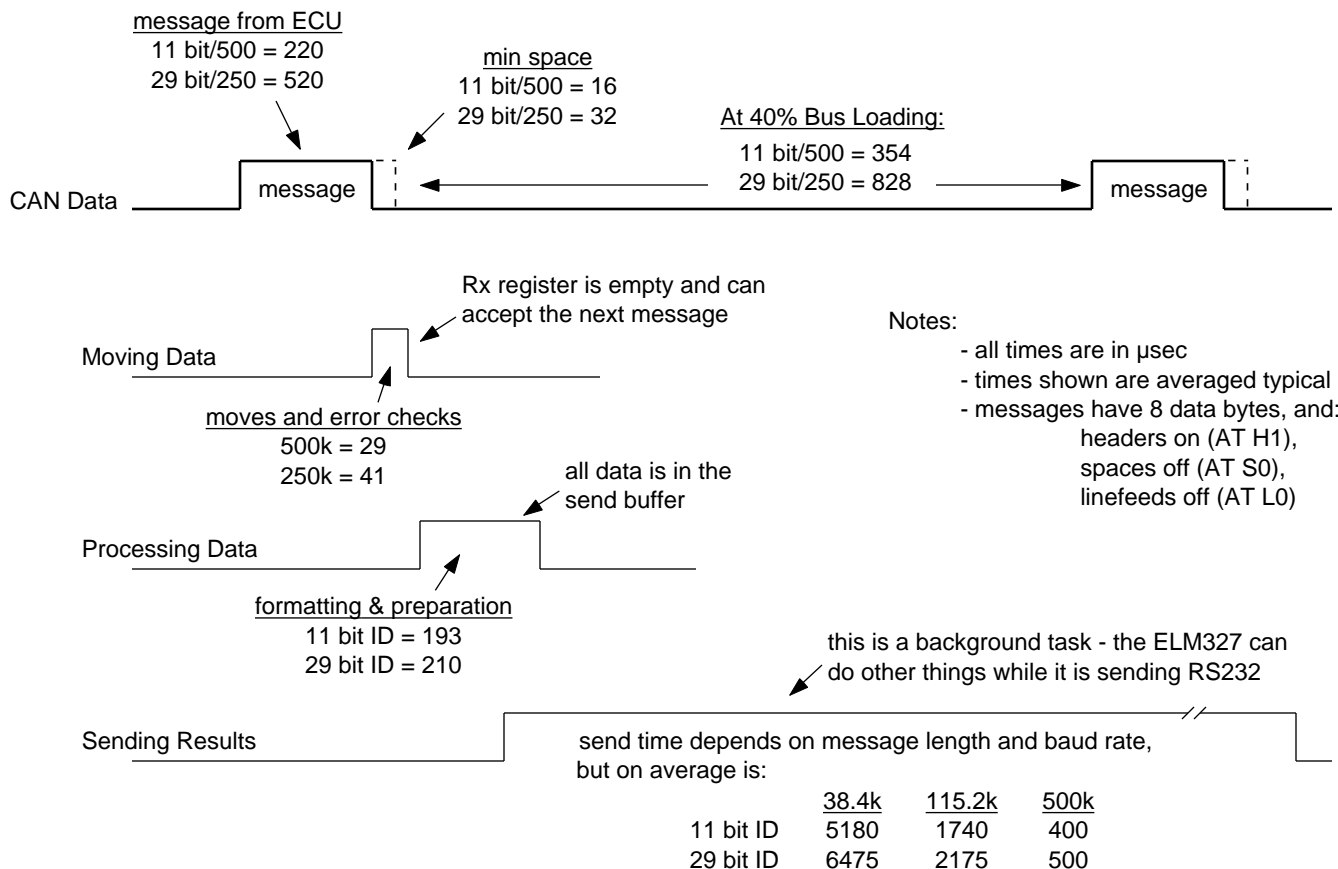 message from ECU
11 bit/500 = 220
29 bit/250 = 520
min space
11 bit/500 = 16
29 bit/250 = 32
At 40% Bus Loading:
11 bit/500 = 354
29 bit/250 = 828
CAN Data
message
message
Rx register is empty and can
accept the next message
Moving Data
moves and error checks
500k = 29
250k = 41
Notes:
- all times are in µsec
- times shown are averaged typical
- messages have 8 data bytes, and:
headers on (AT H1),
spaces off (AT S0),
linefeeds off (AT L0)
all data is in the
send buffer
Processing Data
formatting & preparation
11 bit ID = 193
29 bit ID = 210
this is a background task - the ELM327 can
do other things while it is sending RS232
Sending Results
send time depends on message length and baud rate,
but on average is:
38.4k 115.2k 500k
11 bit ID 5180 1740 400
29 bit ID 6475 2175 500